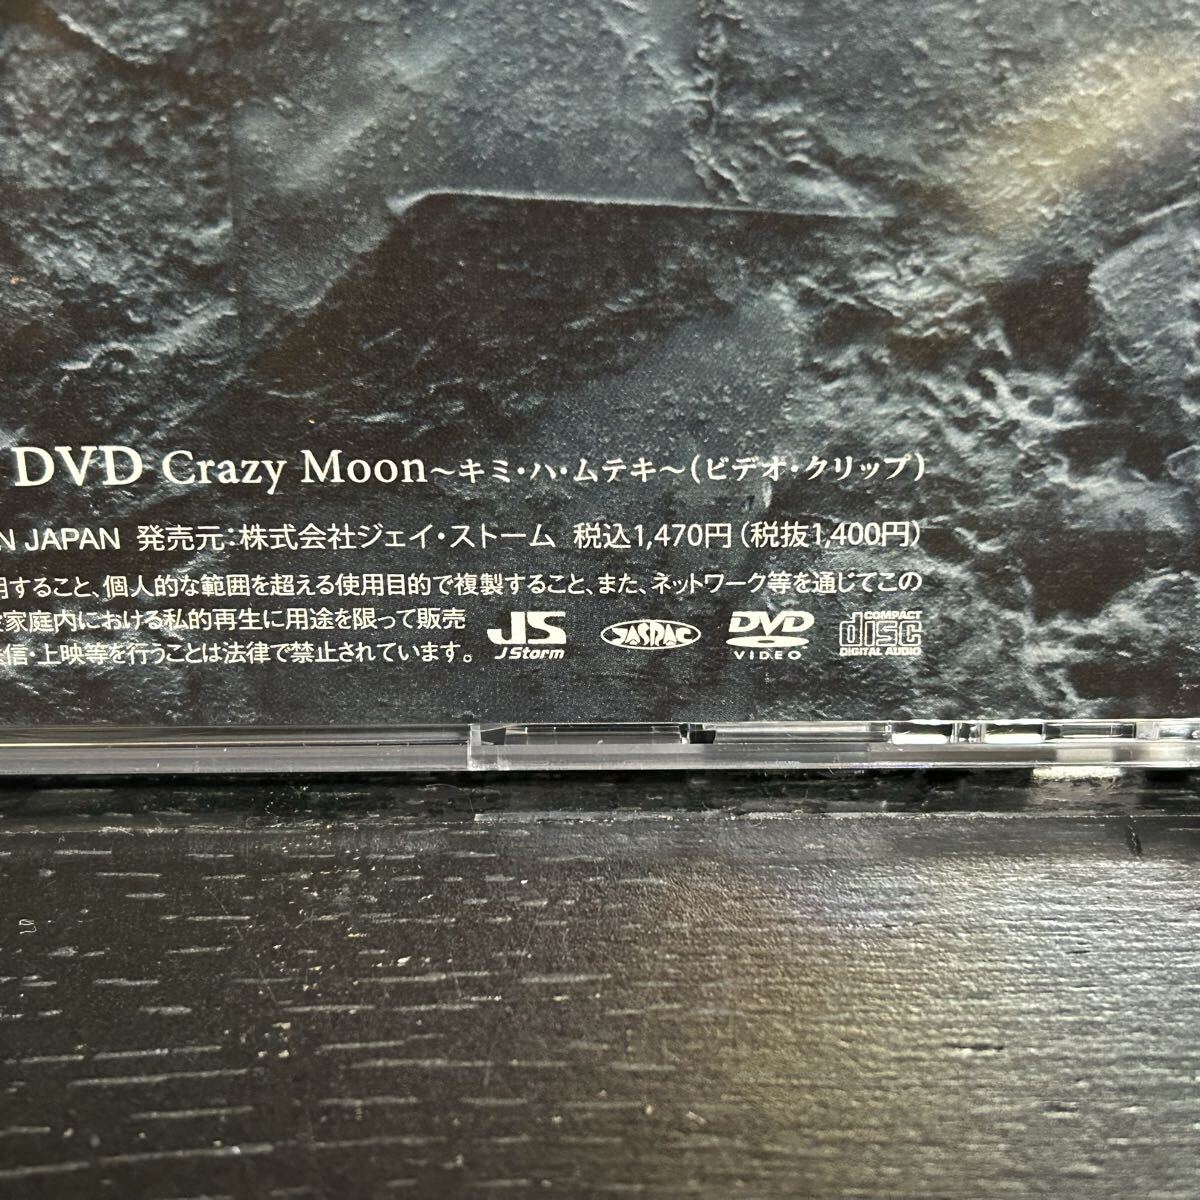 DVD Crazy Moon～キミ・ハ・ムテキ～（ビデオ・クリップ）
N JAPAN 発売元：株式会社ジェイ・ストーム 税込1,470円（税抜1,400円）
用すること、個人的な範囲を超える使用目的で複製すること、また、ネットワーク等を通じてこの
家庭内における私的再生に用途を限って販売
信・上映等を行うことは法律で禁止されています。
JS
J Storm
JASRAC
DVD
VIDEO
COMPACT
disc
DIGITAL AUDIO